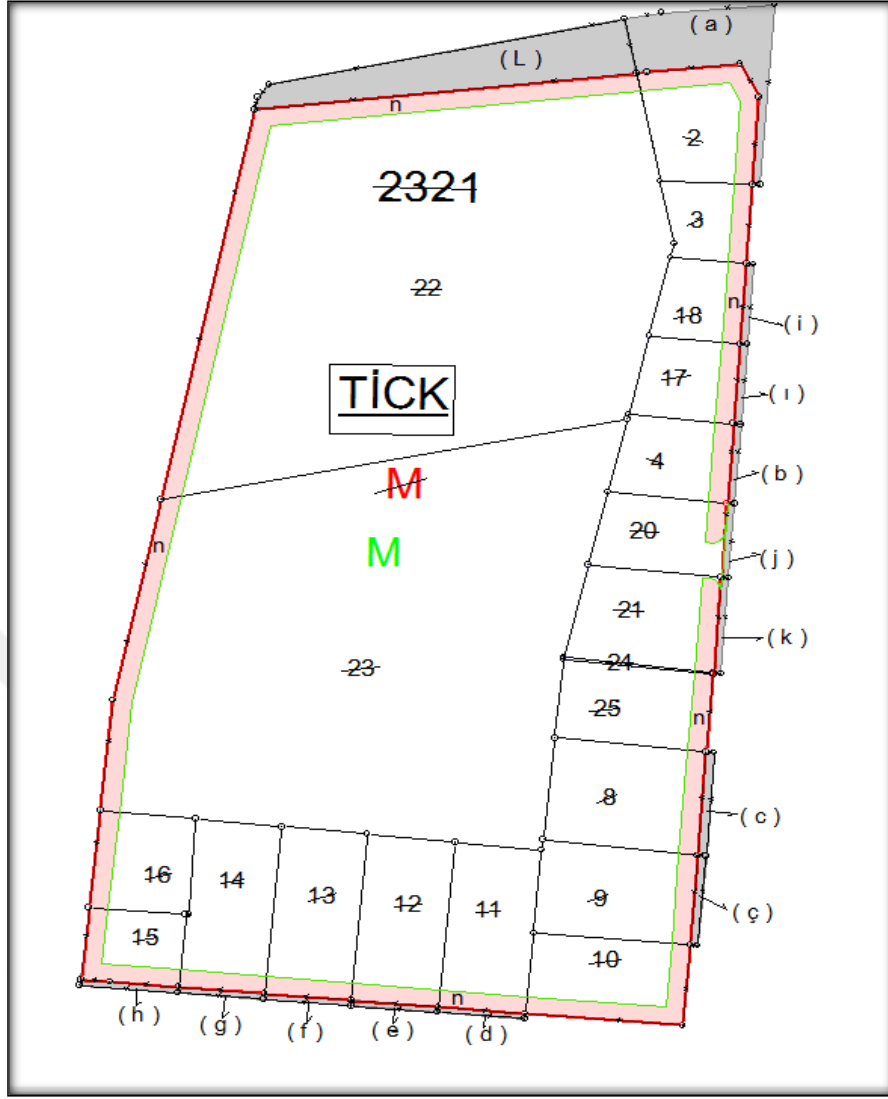 ( a )
( L )
n
2
2321
3
22
n
18
( i )
TİCK
17
( ı )
4
M
( b )
20
n
M
( j )
21
( k )
24
23
25
n
8
( c )
16
14
13
12
11
9
( ç )
15
10
n
( h )
( g )
( f )
( e )
( d )